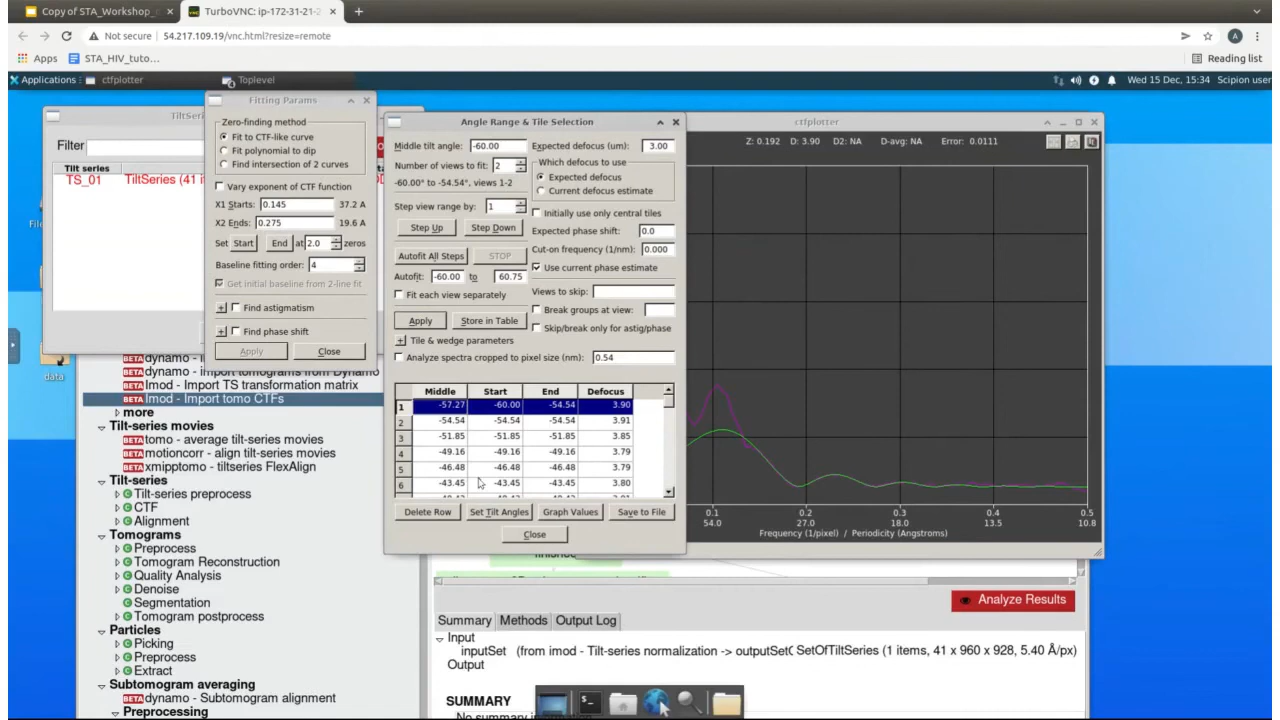 Copy of STA_Workshop_
TurboVNC: ip-172-31-21-2
Not secure
54.217.109.19/vnc.html?resize=remote
A
Apps
STA_HIV_tuto…
Reading list
Applications
ctfplotter
Toplevel
Wed 15 Dec, 15:34
Scipion user
TiltSeri
Filter
Tilt series
TS_01
TiltSeries (41 i
data
Fitting Params
Zero-finding method
Fit to CTF-like curve
Fit polynomial to dip
Find intersection of 2 curves
Vary exponent of CTF function
X1 Starts: 0.145 37.2 A
X2 Ends: 0.275 19.6 A
Set Start End at 2.0 zeros
Baseline fitting order: 4
Get initial baseline from 2-line fit
+ Find astigmatism
+ Find phase shift
Apply Close
Angle Range & Tile Selection
Middle tilt angle: -60.00
Number of views to fit: 2
-60.00° to -54.54°, views 1-2
Step view range by: 1
Step Up Step Down
Autofit All Steps STOP
Autofit: -60.00 to 60.75
Fit each view separately
Apply Store in Table
+ Tile & wedge parameters
Analyze spectra cropped to pixel size (nm): 0.54
Expected defocus (um): 3.00
Which defocus to use
Expected defocus
Current defocus estimate
Initially use only central tiles
Expected phase shift: 0.0
Cut-on frequency (1/nm): 0.000
Use current phase estimate
Views to skip:
Break groups at view:
Skip/break only for astig/phase
Middle Start End Defocus
1 -57.27 -60.00 -54.54 3.90
2 -54.54 -54.54 -54.54 3.91
3 -51.85 -51.85 -51.85 3.85
4 -49.16 -49.16 -49.16 3.79
5 -46.48 -46.48 -46.48 3.79
6 -43.45 -43.45 -43.45 3.80
Delete Row Set Tilt Angles Graph Values Save to File
Close
ctfplotter
Z: 0.192 D: 3.90 D2: NA D-avg: NA Error: 0.0111
0.1 0.2 0.3 0.4 0.5
54.0 27.0 18.0 13.5 10.8
Frequency (1/pixel) / Periodicity (Angstroms)
BETA dynamo - i
BETA dynamo - import tomograms from Dynamo
BETA Imod - Import TS transformation matrix
BETA Imod - Import tomo CTFs
more
Tilt-series movies
BETA tomo - average tilt-series movies
BETA motioncorr - align tilt-series movies
BETA xmipptomo - tiltseries FlexAlign
Tilt-series
Tilt-series preprocess
CTF
Alignment
Tomograms
Preprocess
Tomogram Reconstruction
Quality Analysis
Denoise
Segmentation
Tomogram postprocess
Particles
Picking
Preprocess
Extract
Subtomogram averaging
BETA dynamo - Subtomogram alignment
Preprocessing
finished
Analyze Results
Summary Methods Output Log
Input
inputSet (from imod - Tilt-series normalization -> outputSetC SetOfTiltSeries (1 items, 41 x 960 x 928, 5.40 Å/px)
Output
SUMMARY
No summary in